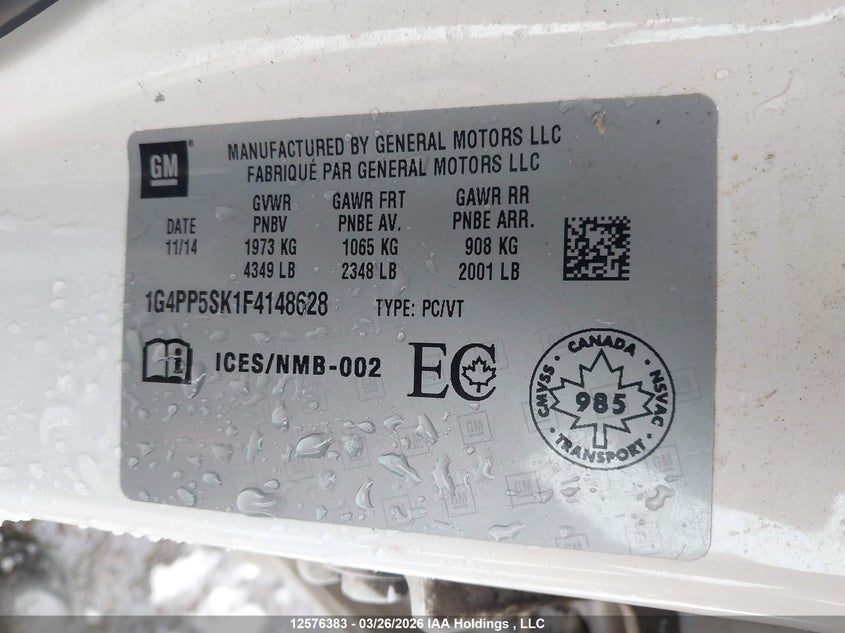 GM
MANUFACTURED BY GENERAL MOTORS LLC
FABRIQUÉ PAR GENERAL MOTORS LLC
DATE
11/14
GVWR
PNBV
1973 KG
4349 LB
GAWR FRT
PNBE AV.
1065 KG
2348 LB
GAWR RR
PNBE ARR.
908 KG
2001 LB
1G4PP5SK1F4148628 TYPE: PC/VT
ICES/NMB-002 EC
CANADA
CMVSS 985 NSVAC
TRANSPORT
12576383 - 03/26/2026 IAA Holdings , LLC